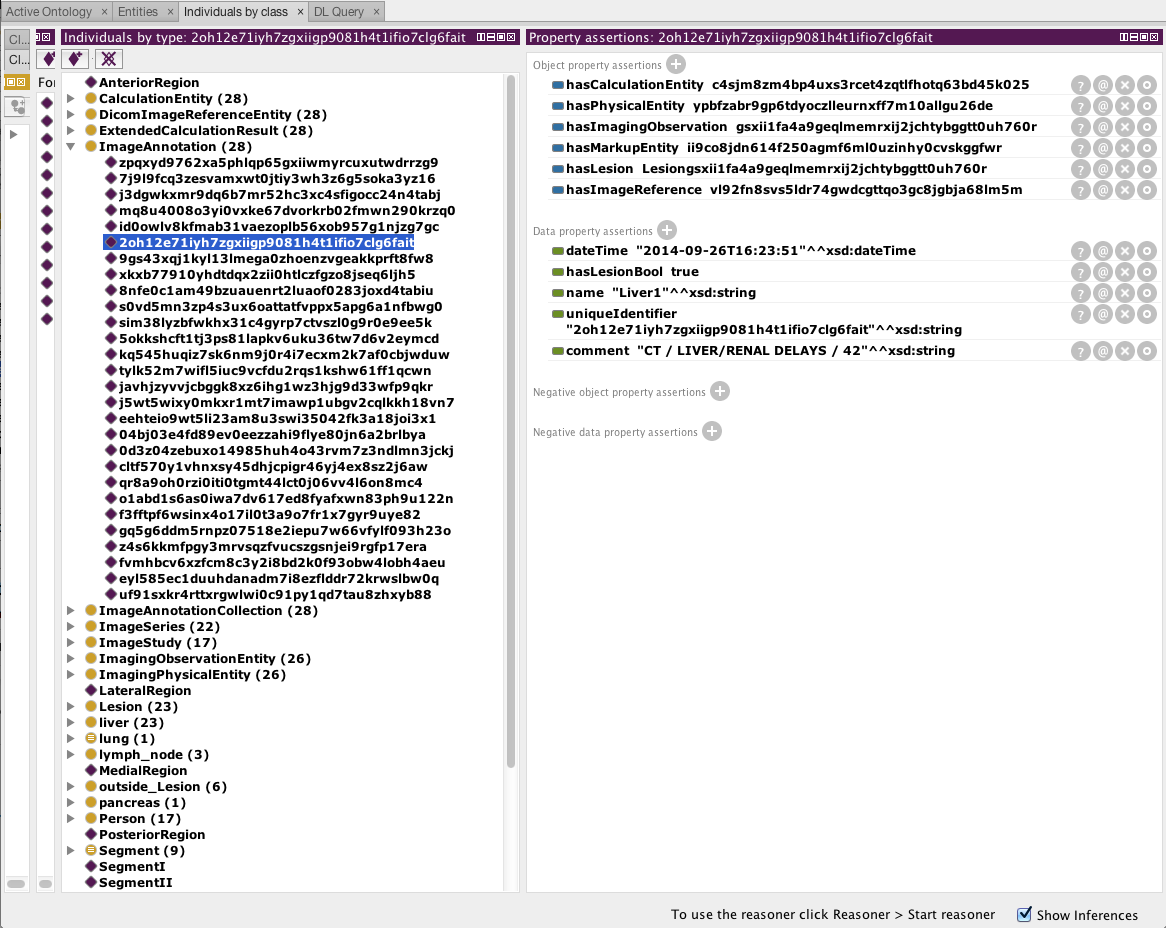 Active Ontology × Entities × Individuals by class × DL Query ×
Cl...
Cl...
For
Individuals by type: 2oh12e71iyh7zgxiigp9081h4t1ifio7clg6fait
AnteriorRegion
CalculationEntity (28)
DicomImageReferenceEntity (28)
ExtendedCalculationResult (28)
ImageAnnotation (28)
zpqxyd9762xa5phlqp65gxiiwmyrcuxutwdrrzg9
7j9l9fcq3zesvamxwt0jtiy3wh3z6g5soka3yz16
j3dgwkxmr9dq6b7mr52hc3xc4sfigocc24n4tabj
mq8u4008o3yi0vxke67dvorkrb02fmwn290krzq0
id0owlv8kfmab31vaezoplb56xob957g1njzg7gc
2oh12e71iyh7zgxiigp9081h4t1ifio7clg6fait
9gs43xqj1kyl13lmega0zhoenzvgeakkprft8fw8
xkxb77910yhdtdqx2zii0htlczfgzo8jseq6ljh5
8nfe0c1am49bzuauenrt2luaof0283joxd4tabiu
s0vd5mn3zp4s3ux6oattatfvppx5apg6a1nfbwg0
sim38lyzbfwkhx31c4gyrp7ctvszl0g9r0e9ee5k
5okkshcft1tj3ps81lapkv6uku36tw7d6v2eymcd
kq545huqiz7sk6nm9j0r4i7ecxm2k7af0cbjwduw
tylk52m7wifl5iuc9vcfdu2rqs1kshw61ff1qcwn
javhjzyvvjcbggk8xz6ihg1wz3hjg9d33wfp9qkr
j5wt5wixy0mkxr1mt7imawp1ubgv2cqlkkh18vn7
eehteio9wt5li23am8u3swi35042fk3a18joi3x1
04bj03e4fd89ev0eezzahi9flye80jn6a2brlbya
0d3z04zebuxo14985huh4o43rvm7z3ndlmn3jckj
cltf570y1vhnxsy45dhjcpigr46yj4ex8sz2j6aw
qr8a9oh0rzi0iti0tgmt44lct0j06vv4l6on8mc4
o1abd1s6as0iwa7dv617ed8fyafxwn83ph9u122n
f3fftpf6wsinx4o17il0t3a9o7fr1x7gyr9uye82
gq5g6ddm5rnpz07518e2iepu7w66vfylf093h23o
z4s6kkmfpgy3mrvsqzfvucszgsnjei9rgfp17era
fvmhbcv6xzfcm8c3y2i8bd2k0f93obw4lobh4aeu
eyl585ec1duuhdanadm7i8ezflddr72krwslbw0q
uf91sxkr4rttxrgwlwi0c91py1qd7tau8zhxyb88
ImageAnnotationCollection (28)
ImageSeries (22)
ImageStudy (17)
ImagingObservationEntity (26)
ImagingPhysicalEntity (26)
LateralRegion
Lesion (23)
liver (23)
lung (1)
lymph_node (3)
MedialRegion
outside_Lesion (6)
pancreas (1)
Person (17)
PosteriorRegion
Segment (9)
SegmentI
SegmentII
Property assertions: 2oh12e71iyh7zgxiigp9081h4t1ifio7clg6fait
Object property assertions
hasCalculationEntity c4sjm8zm4bp4uxs3rcet4zqtlfhotq63bd45k025
hasPhysicalEntity ypbfzabr9gp6tdyoczlleurnxff7m10allgu26de
hasImagingObservation gsxii1fa4a9geqlmemrxij2jchtybggtt0uh760r
hasMarkupEntity ii9co8jdn614f250agmf6ml0uzinhy0cvskggfwr
hasLesion Lesiongsxii1fa4a9geqlmemrxij2jchtybggtt0uh760r
hasImageReference vl92fn8svs5ldr74gwdcgttqo3gc8jgbja68lm5m
Data property assertions
dateTime "2014-09-26T16:23:51"^^xsd:dateTime
hasLesionBool true
name "Liver1"^^xsd:string
uniqueIdentifier
"2oh12e71iyh7zgxiigp9081h4t1ifio7clg6fait"^^xsd:string
comment "CT / LIVER/RENAL DELAYS / 42"^^xsd:string
Negative object property assertions
Negative data property assertions
To use the reasoner click Reasoner > Start reasoner Show Inferences